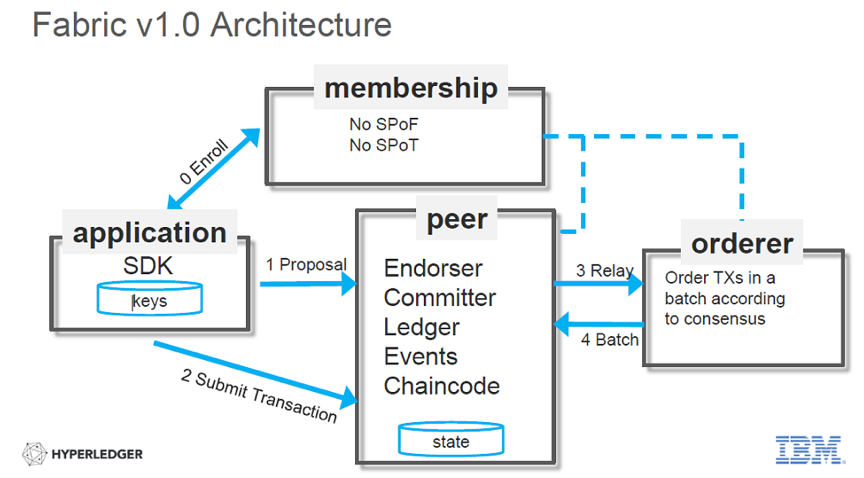 Fabric v1.0 Architecture
membership
No SPoF
No SPoT
0 Enroll
application
SDK
keys
1 Proposal
2 Submit Transaction
peer
Endorser
Committer
Ledger
Events
Chaincode
state
3 Relay
4 Batch
orderer
Order TXs in a
batch according
to consensus
HYPERLEDGER
IBM